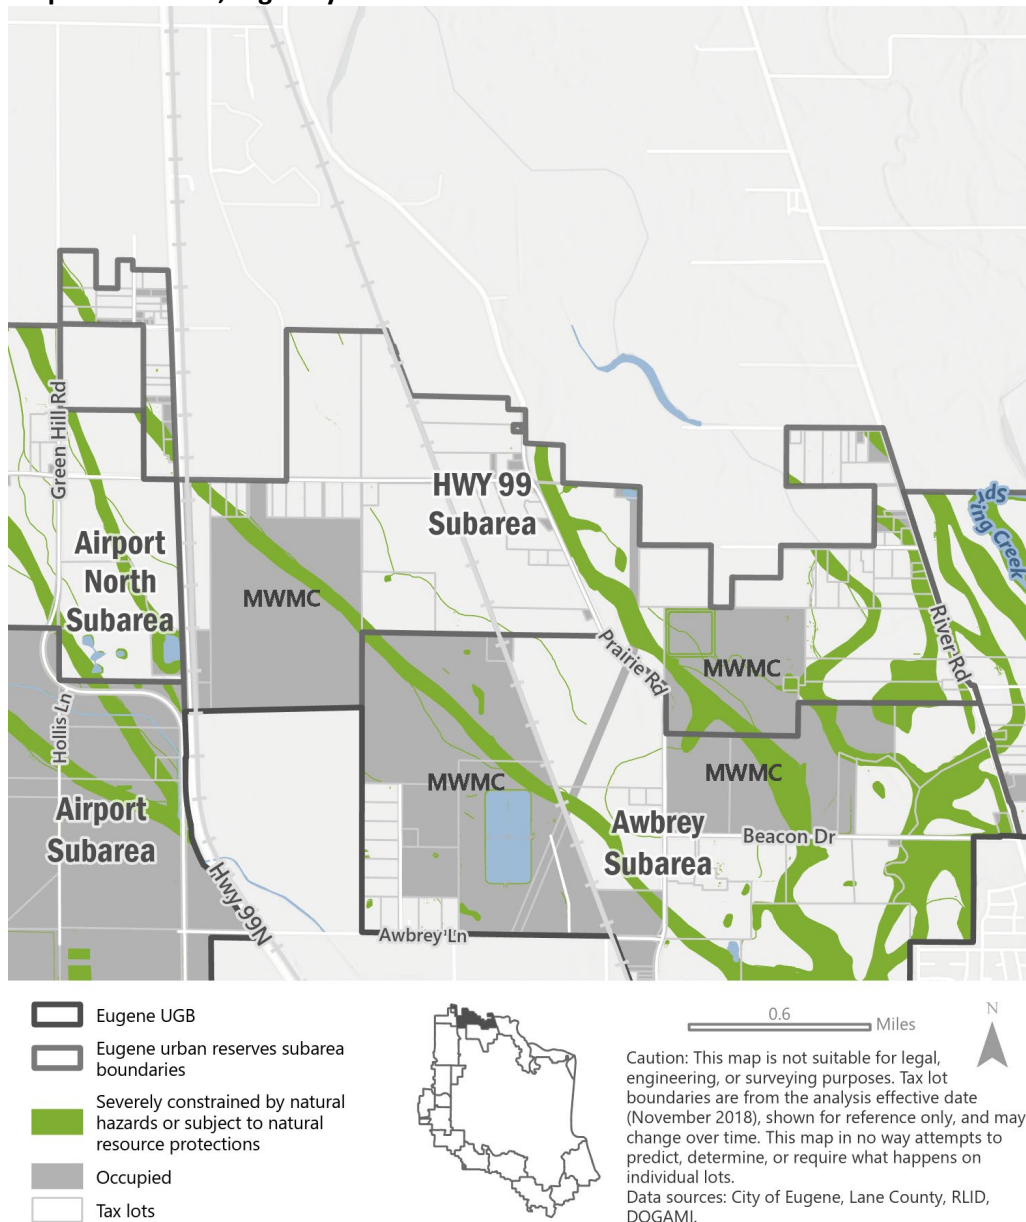 Green Hill Rd
HWY 99
Subarea
Airport
North
Subarea
MWMC
Spring Creek
River Rd
Prairie Rd
MWMC
Hollis Ln
MWMC
MWMC
Airport
Subarea
Awbrey
Subarea
Beacon Dr
Hwy 99N
Awbrey Ln
Eugene UGB
Eugene urban reserves subarea
boundaries
Severely constrained by natural
hazards or subject to natural
resource protections
Occupied
Tax lots
0.6
Miles
N
Caution: This map is not suitable for legal,
engineering, or surveying purposes. Tax lot
boundaries are from the analysis effective date
(November 2018), shown for reference only, and may
change over time. This map in no way attempts to
predict, determine, or require what happens on
individual lots.
Data sources: City of Eugene, Lane County, RLID,
DOGAMI.